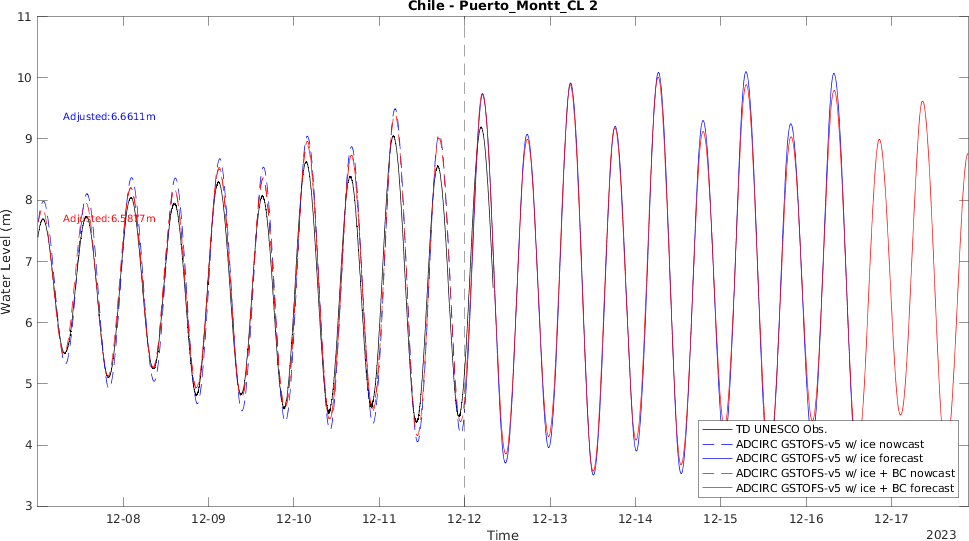 Chile - Puerto_Montt_CL 2
11
10
9
8
7
6
5
4
3
Water Level (m)
Adjusted:6.6611m
Adjusted:6.5877m
TD UNESCO Obs.
ADCIRC GSTOFS-v5 w/ ice nowcast
ADCIRC GSTOFS-v5 w/ ice forecast
ADCIRC GSTOFS-v5 w/ ice + BC nowcast
ADCIRC GSTOFS-v5 w/ ice + BC forecast
12-08 12-09 12-10 12-11 12-12 12-13 12-14 12-15 12-16 12-17
Time
2023